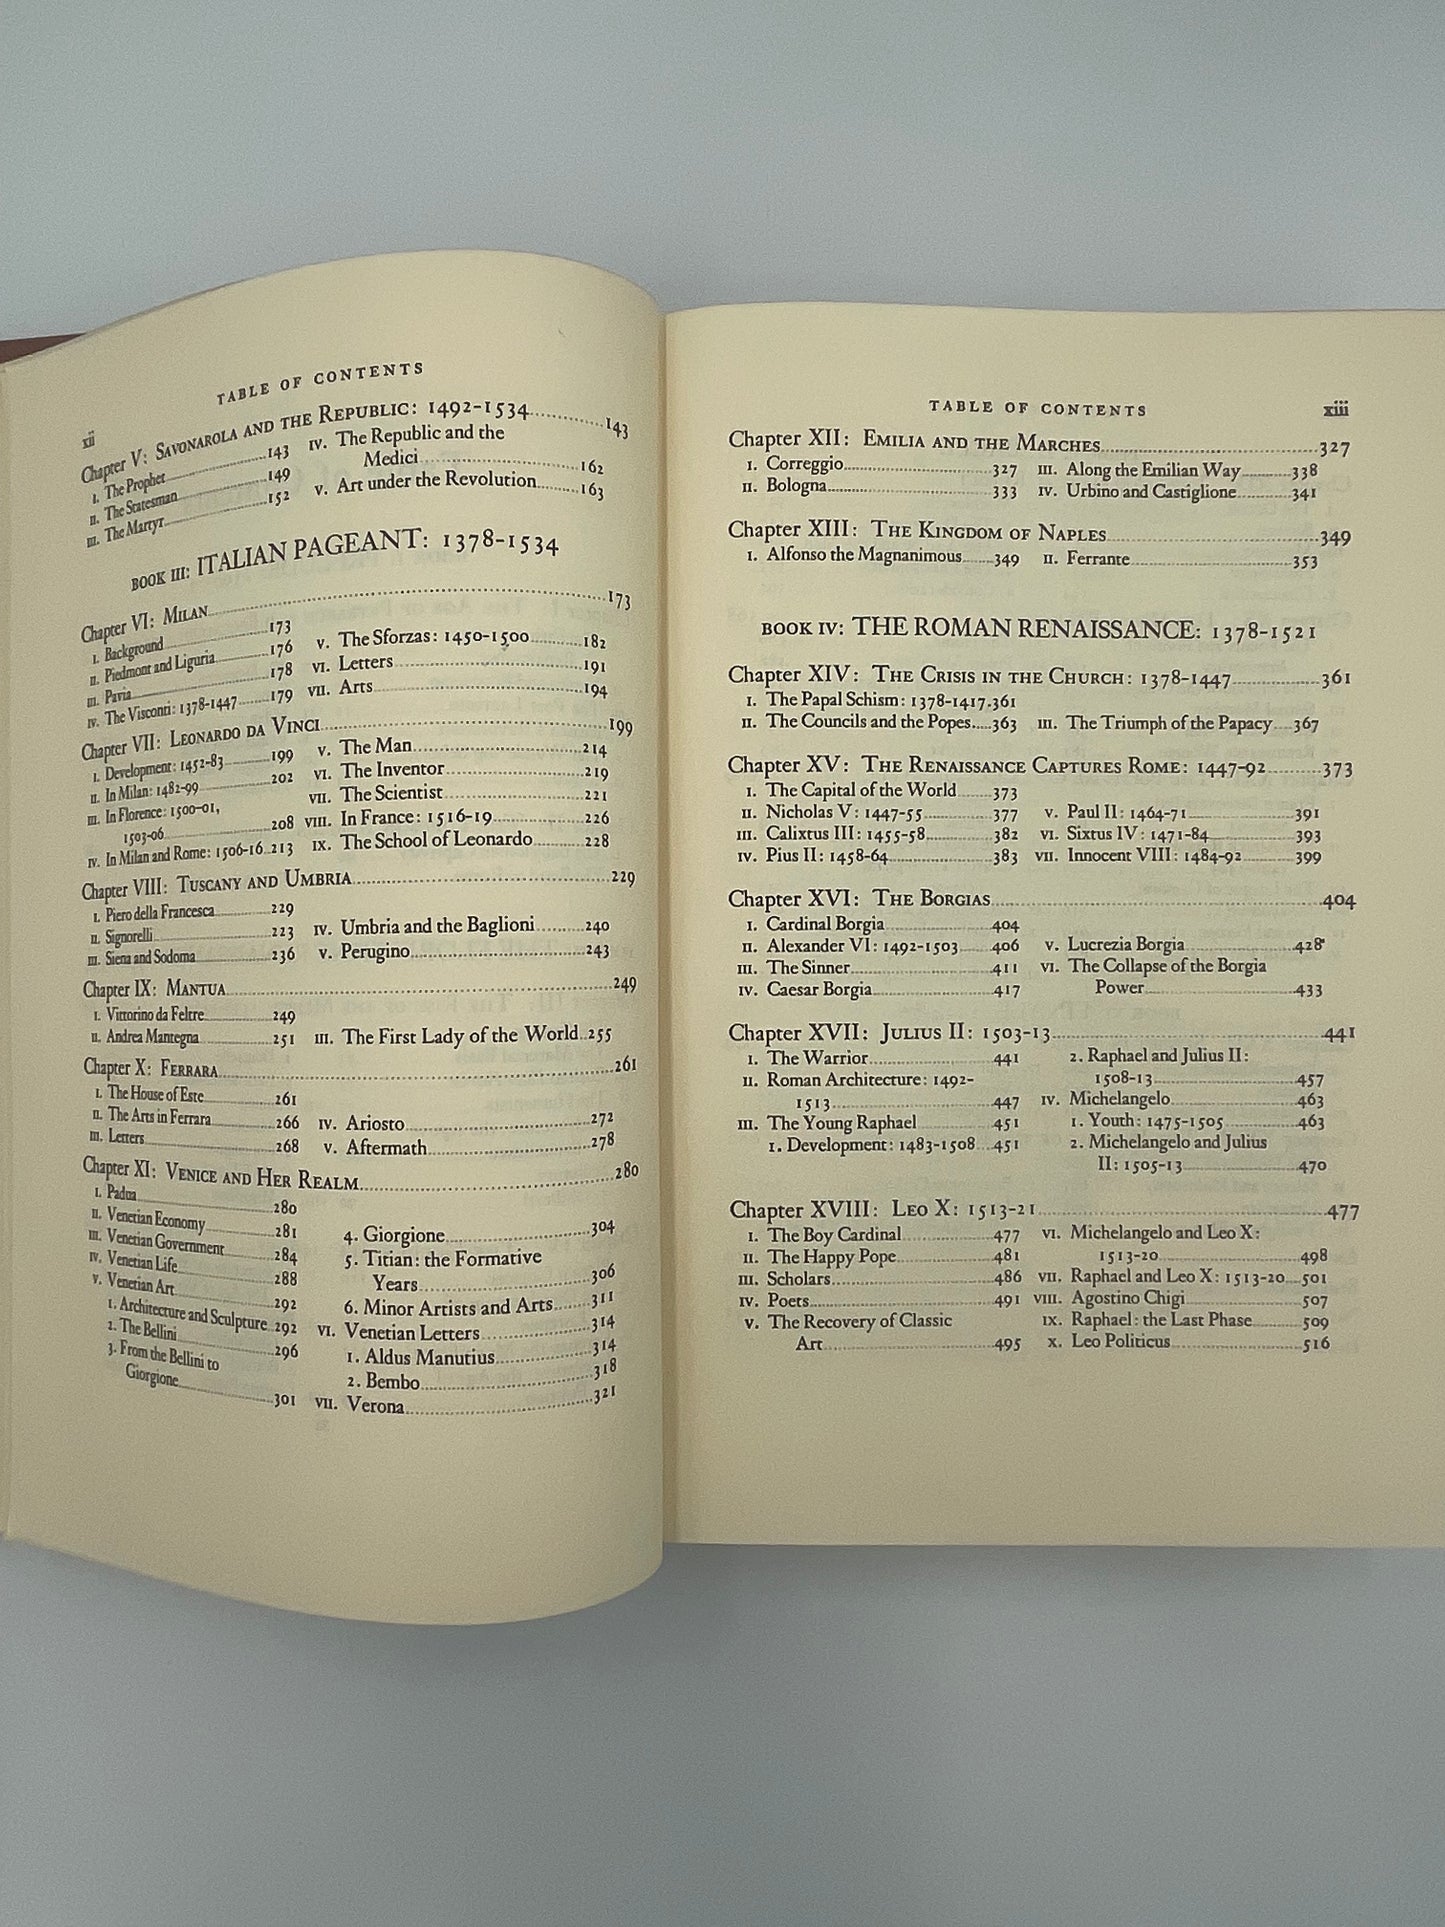 xii
TABLE OF CONTENTS
Chapter V: SAVONAROLA AND THE REPUBLIC: 1492-1534 143
I. The Prophet 143
II. The Statesman 149
III. The Martyr 152
IV. The Republic and the
Medici 162
V. Art under the Revolution 163
BOOK III: ITALIAN PAGEANT: 1378-1534
Chapter VI: MILAN 173
I. Background 173
II. Piedmont and Liguria 176
III. Pavia 178
IV. The Visconti: 1378-1447 179
V. The Sforzas: 1450-1500 182
VI. Letters 191
VII. Arts 194
Chapter VII: LEONARDO DA VINCI 199
I. Development: 1452-83 199
II. In Milan: 1482-99 202
III. In Florence: 1500-01,
1503-06 208
IV. In Milan and Rome: 1506-16 213
V. The Man 214
VI. The Inventor 219
VII. The Scientist 221
VIII. In France: 1516-19 226
IX. The School of Leonardo 228
Chapter VIII: TUSCANY AND UMBRIA 229
I. Piero della Francesca 229
II. Signorelli 223
III. Siena and Sodoma 236
IV. Umbria and the Baglioni 240
V. Perugino 243
Chapter IX: MANTUA 249
I. Vittorino da Feltre 249
II. Andrea Mantegna 251
III. The First Lady of the World 255
Chapter X: FERRARA 261
I. The House of Este 261
II. The Arts in Ferrara 266
III. Letters 268
IV. Ariosto 272
V. Aftermath 278
Chapter XI: VENICE AND HER REALM 280
I. Padua 280
II. Venetian Economy 281
III. Venetian Government 284
IV. Venetian Life 288
V. Venetian Art 292
1. Architecture and Sculpture 292
2. The Bellini 296
3. From the Bellini to
Giorgione 301
4. Giorgione 304
5. Titian: the Formative
Years 306
6. Minor Artists and Arts 311
VI. Venetian Letters 314
1. Aldus Manutius 314
2. Bembo 318
VII. Verona 321
TABLE OF CONTENTS
xiii
Chapter XII: EMILIA AND THE MARCHES 327
I. Correggio 327
II. Bologna 333
III. Along the Emilian Way 338
IV. Urbino and Castiglione 341
Chapter XIII: THE KINGDOM OF NAPLES 349
I. Alfonso the Magnanimous 349
II. Ferrante 353
BOOK IV: THE ROMAN RENAISSANCE: 1378-1521
Chapter XIV: THE CRISIS IN THE CHURCH: 1378-1447 361
I. The Papal Schism: 1378-1417. 361
II. The Councils and the Popes 363
III. The Triumph of the Papacy 367
Chapter XV: THE RENAISSANCE CAPTURES ROME: 1447-92 373
I. The Capital of the World 373
II. Nicholas V: 1447-55 377
III. Calixtus III: 1455-58 382
IV. Pius II: 1458-64 383
V. Paul II: 1464-71 391
VI. Sixtus IV: 1471-84 393
VII. Innocent VIII: 1484-92 399
Chapter XVI: THE BORGIAS 404
I. Cardinal Borgia 404
II. Alexander VI: 1492-1503 406
III. The Sinner 411
IV. Caesar Borgia 417
V. Lucrezia Borgia 428
VI. The Collapse of the Borgia
Power 433
Chapter XVII: JULIUS II: 1503-13 441
I. The Warrior 441
II. Roman Architecture: 1492-
1513 447
III. The Young Raphael 451
1. Development: 1483-1508 451
2. Raphael and Julius II:
1508-13 457
IV. Michelangelo 463
1. Youth: 1475-1505 463
2. Michelangelo and Julius
II: 1505-13 470
Chapter XVIII: LEO X: 1513-21 477
I. The Boy Cardinal 477
II. The Happy Pope 481
III. Scholars 486
IV. Poets 491
V. The Recovery of Classic
Art 495
VI. Michelangelo and Leo X:
1513-20 498
VII. Raphael and Leo X: 1513-20 501
VIII. Agostino Chigi 507
IX. Raphael: the Last Phase 509
X. Leo Politicus 516